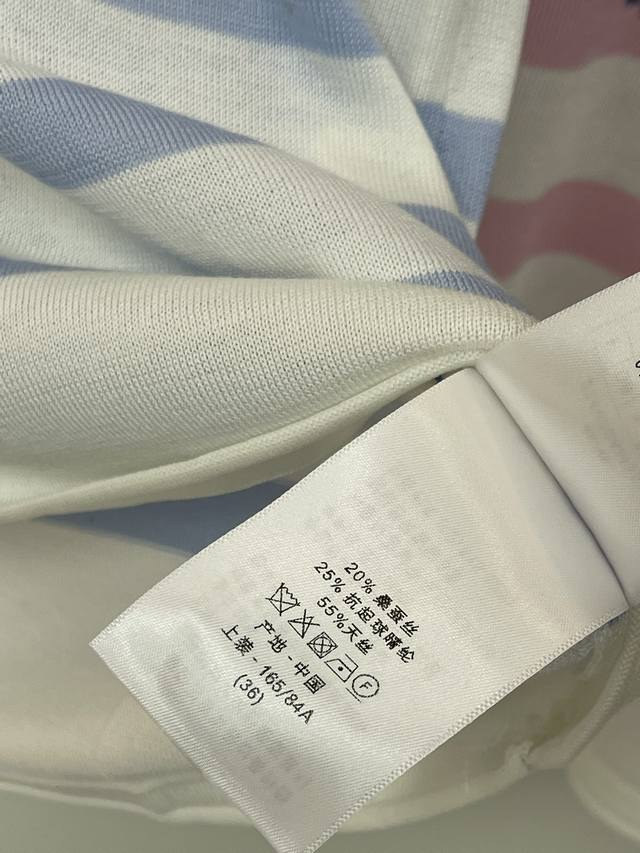 20% 桑蚕丝
25% 抗起球腈纶
55%天丝
F
产地 - 中国
上装 - 165/84A
(36)